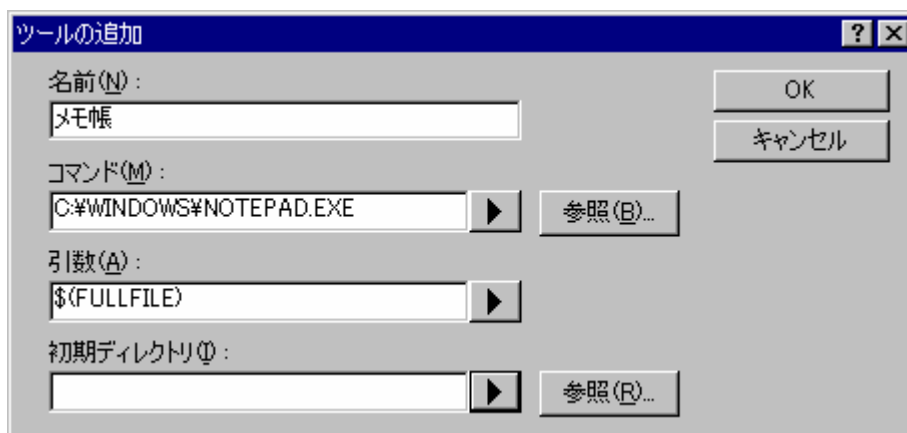 ツールの追加
名前(N):
OK
メモ帳
キャンセル
コマンド(M):
C:¥WINDOWS¥NOTEPAD.EXE
参照(B)...
引数(A):
$(FULLFILE)
初期ディレクトリ(I):
参照(R)...